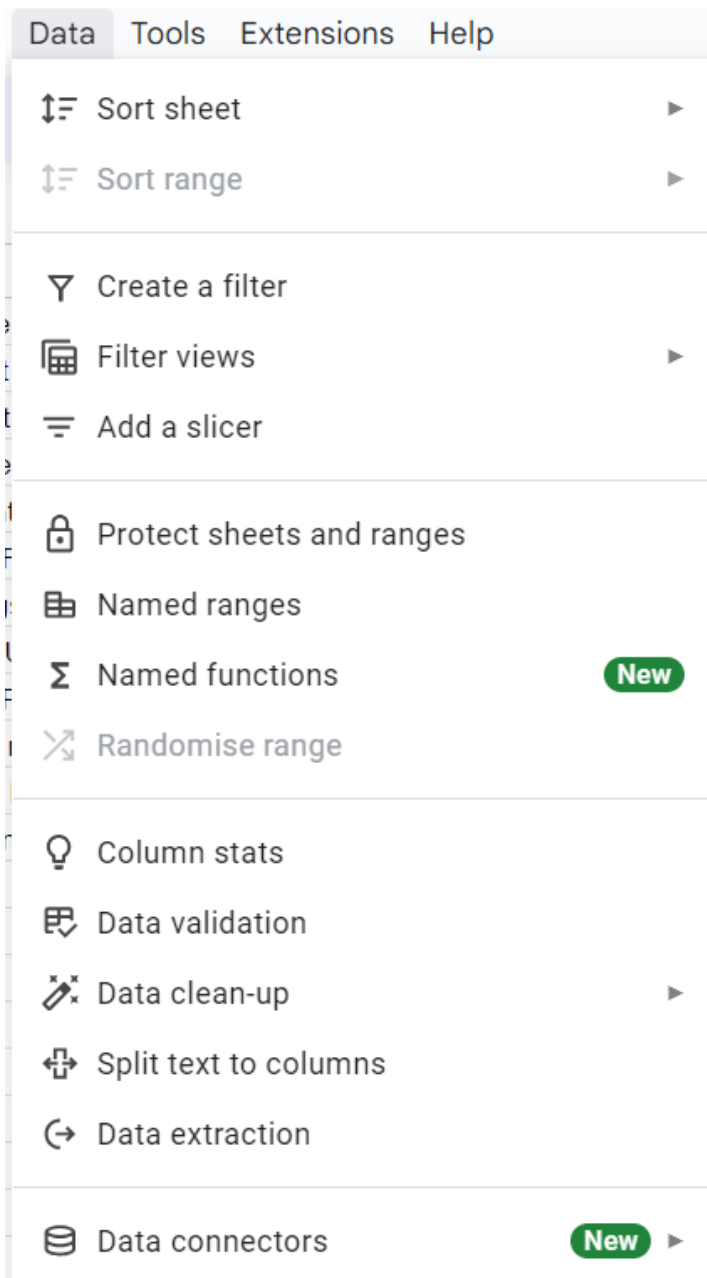 Data Tools Extensions Help
Sort sheet
Sort range
Create a filter
Filter views
Add a slicer
Protect sheets and ranges
Named ranges
Named functions New
Randomise range
Column stats
Data validation
Data clean-up
Split text to columns
Data extraction
Data connectors New